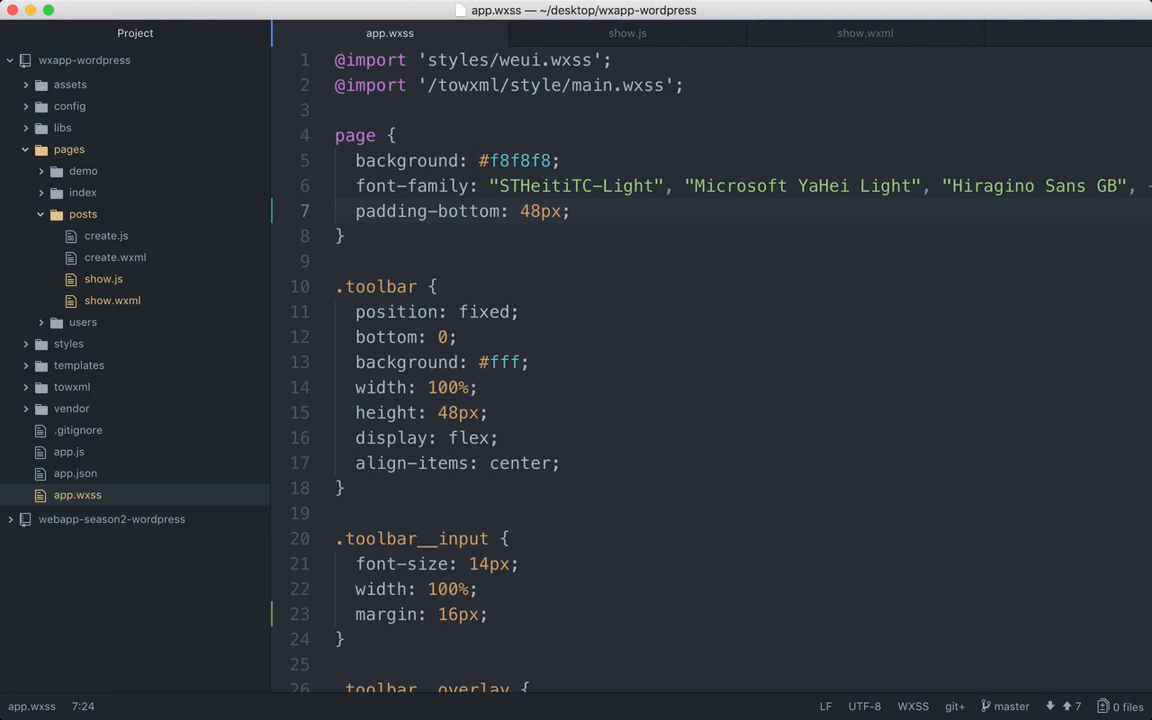 app.wxss — ~/desktop/wxapp-wordpress
Project
wxapp-wordpress
assets
config
libs
pages
demo
index
posts
create.js
create.wxml
show.js
show.wxml
users
styles
templates
towxml
vendor
.gitignore
app.js
app.json
app.wxss
webapp-season2-wordpress
app.wxss show.js show.wxml
1 @import 'styles/weui.wxss';
2 @import '/towxml/style/main.wxss';
3
4 page {
5 background: #f8f8f8;
6 font-family: "STHeitiTC-Light", "Microsoft YaHei Light", "Hiragino Sans GB", -
7 padding-bottom: 48px;
8 }
9
10 .toolbar {
11 position: fixed;
12 bottom: 0;
13 background: #fff;
14 width: 100%;
15 height: 48px;
16 display: flex;
17 align-items: center;
18 }
19
20 .toolbar__input {
21 font-size: 14px;
22 width: 100%;
23 margin: 16px;
24 }
25
26 .toolbar__overlay {
app.wxss 7:24 LF UTF-8 WXSS git+ master 7 0 files